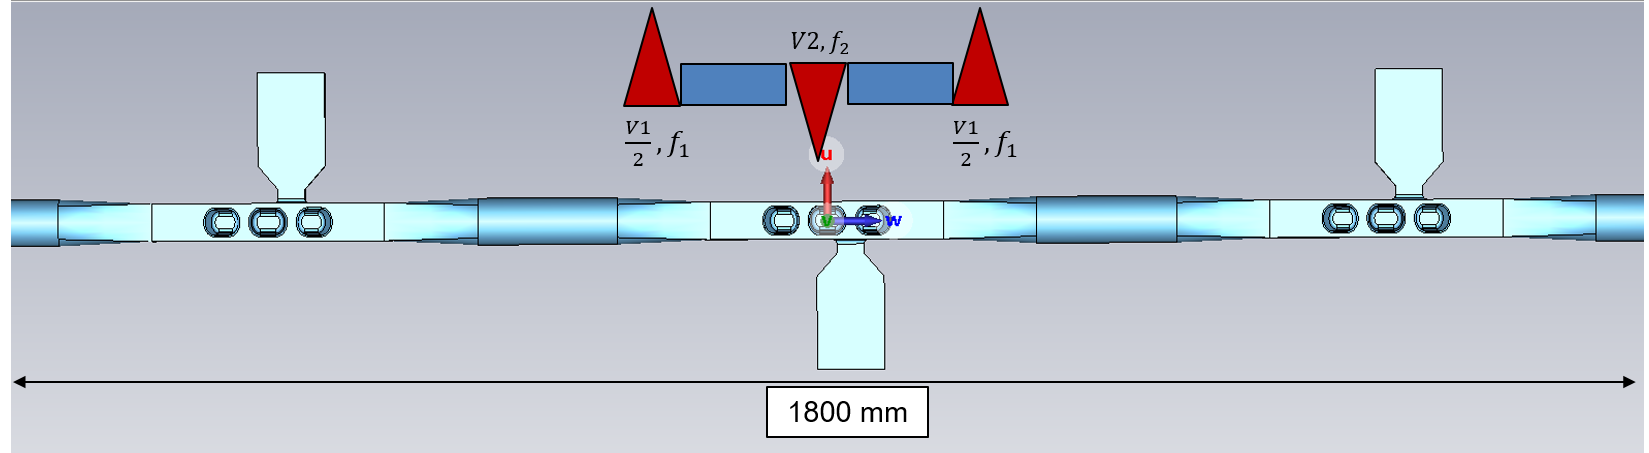 V2, f₂
V1/2, f₁
V1/2, f₁
u
v
w
1800 mm